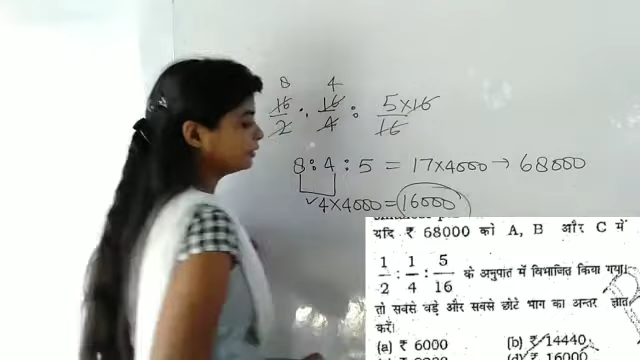 8 4
16/2 : 16/4 : 5×16/16
8 : 4 : 5 = 17×4000 → 68000
✓4×4000 = 16000
यदि ₹ 68000 को A, B और C में
1/2 : 1/4 : 5/16 के अनुपात में विभाजित किया गया।
तो सबसे बड़े और सबसे छोटे भाग का अन्तर ज्ञात
करें।
(a) ₹ 6000 (b) ₹ 14440
(d) ₹ 16000